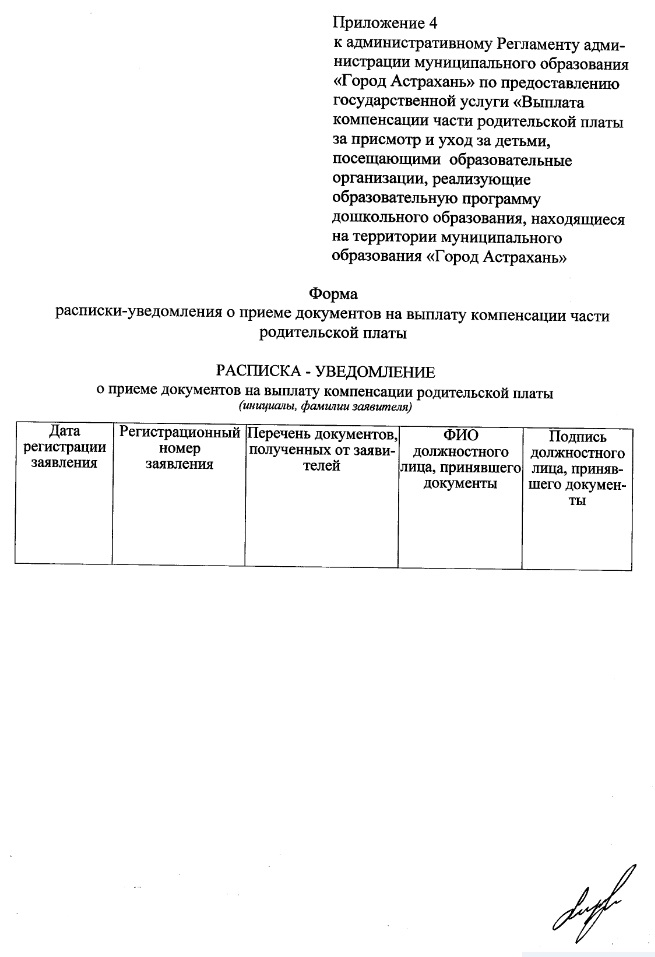 Приложение 4
к административному Регламенту адми-
нистрации муниципального образования
«Город Астрахань» по предоставлению
государственной услуги «Выплата
компенсации части родительской платы
за присмотр и уход за детьми,
посещающими образовательные
организации, реализующие
образовательную программу
дошкольного образования, находящиеся
на территории муниципального
образования «Город Астрахань»
Форма
расписки-уведомления о приеме документов на выплату компенсации части
родительской платы
РАСПИСКА - УВЕДОМЛЕНИЕ
о приеме документов на выплату компенсации родительской платы
(инициалы, фамилии заявителя)
Дата
регистрации
заявления
Регистрационный
номер
заявления
Перечень документов,
полученных от заяви-
телей
ФИО
должностного
лица, принявшего
документы
Подпись
должностного
лица, приняв-
шего докумен-
ты